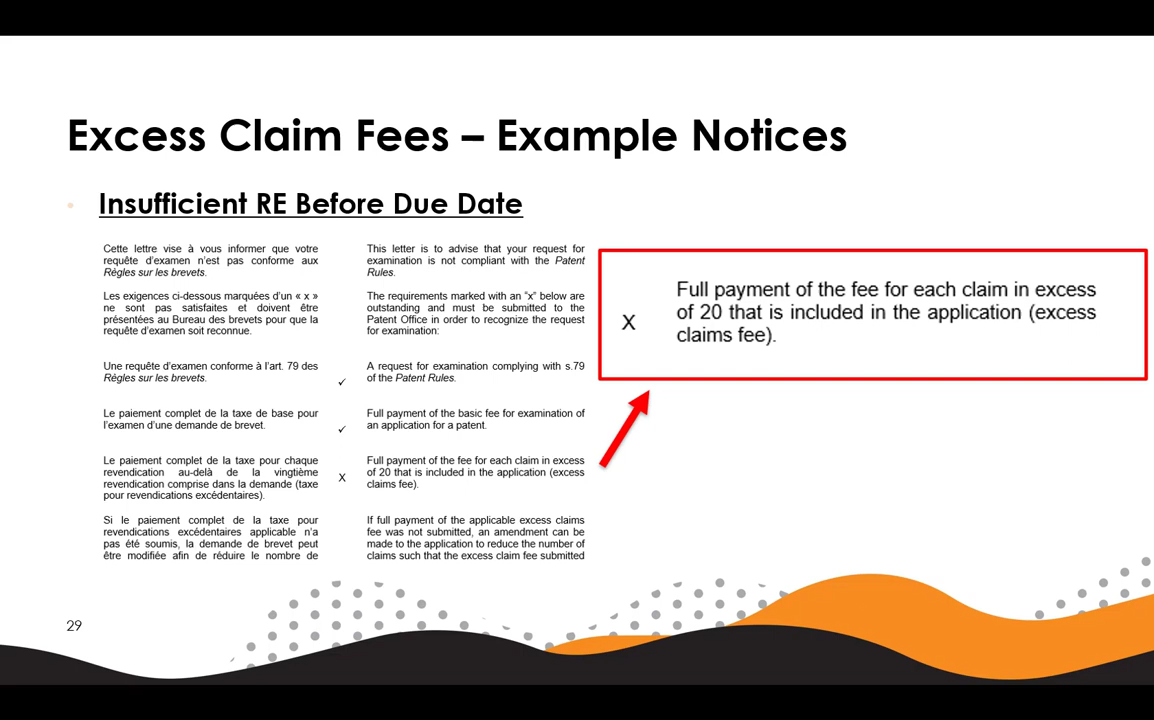 Excess Claim Fees – Example Notices
• Insufficient RE Before Due Date
Cette lettre vise à vous informer que votre
requête d’examen n’est pas conforme aux
Règles sur les brevets.
Les exigences ci-dessous marquées d’un « x »
ne sont pas satisfaites et doivent être
présentées au Bureau des brevets pour que la
requête d’examen soit reconnue.
Une requête d’examen conforme à l’art. 79 des
Règles sur les brevets.
Le paiement complet de la taxe de base pour
l’examen d’une demande de brevet.
Le paiement complet de la taxe pour chaque
revendication au-delà de la vingtième
revendication comprise dans la demande (taxe
pour revendications excédentaires).
Si le paiement complet de la taxe pour
revendications excédentaires applicable n’a
pas été soumis, la demande de brevet peut
être modifiée afin de réduire le nombre de
This letter is to advise that your request for
examination is not compliant with the Patent
Rules.
The requirements marked with an “x” below are
outstanding and must be submitted to the
Patent Office in order to recognize the request
for examination:
✓
A request for examination complying with s.79
of the Patent Rules.
✓
Full payment of the basic fee for examination of
an application for a patent.
X
Full payment of the fee for each claim in excess
of 20 that is included in the application (excess
claims fee).
If full payment of the applicable excess claims
fee was not submitted, an amendment can be
made to the application to reduce the number of
claims such that the excess claim fee submitted
X
Full payment of the fee for each claim in excess
of 20 that is included in the application (excess
claims fee).
29